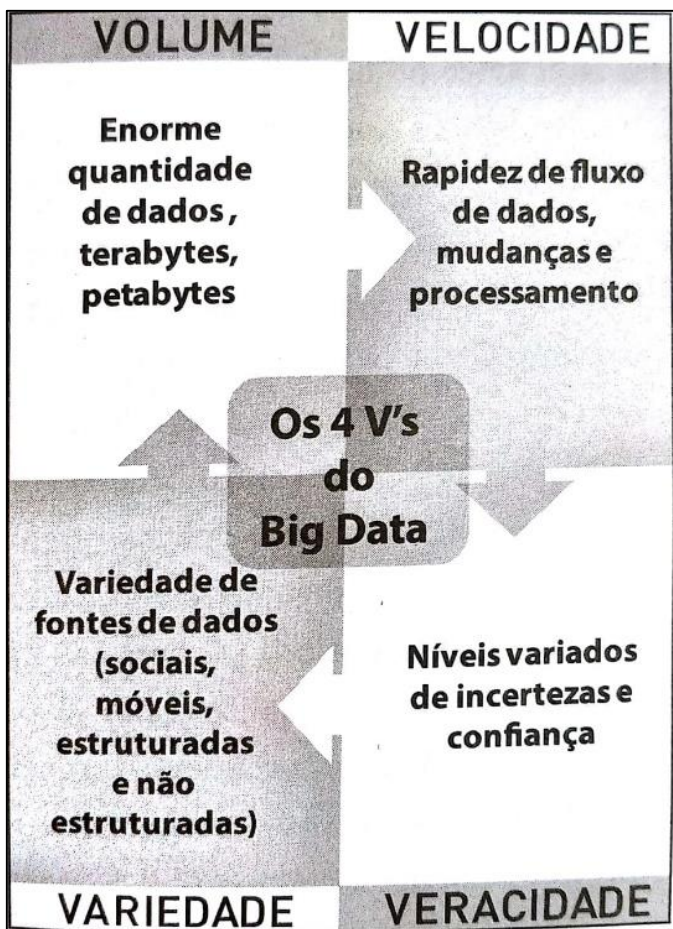 VOLUME
Enorme
quantidade
de dados ,
terabytes,
petabytes
VELOCIDADE
Rapidez de fluxo
de dados,
mudanças e
processamento
Os 4 V's
do
Big Data
Variedade de
fontes de dados
(sociais,
móveis,
estruturadas
e não
estruturadas)
VARIEDADE
Níveis variados
de incertezas e
confiança
VERACIDADE